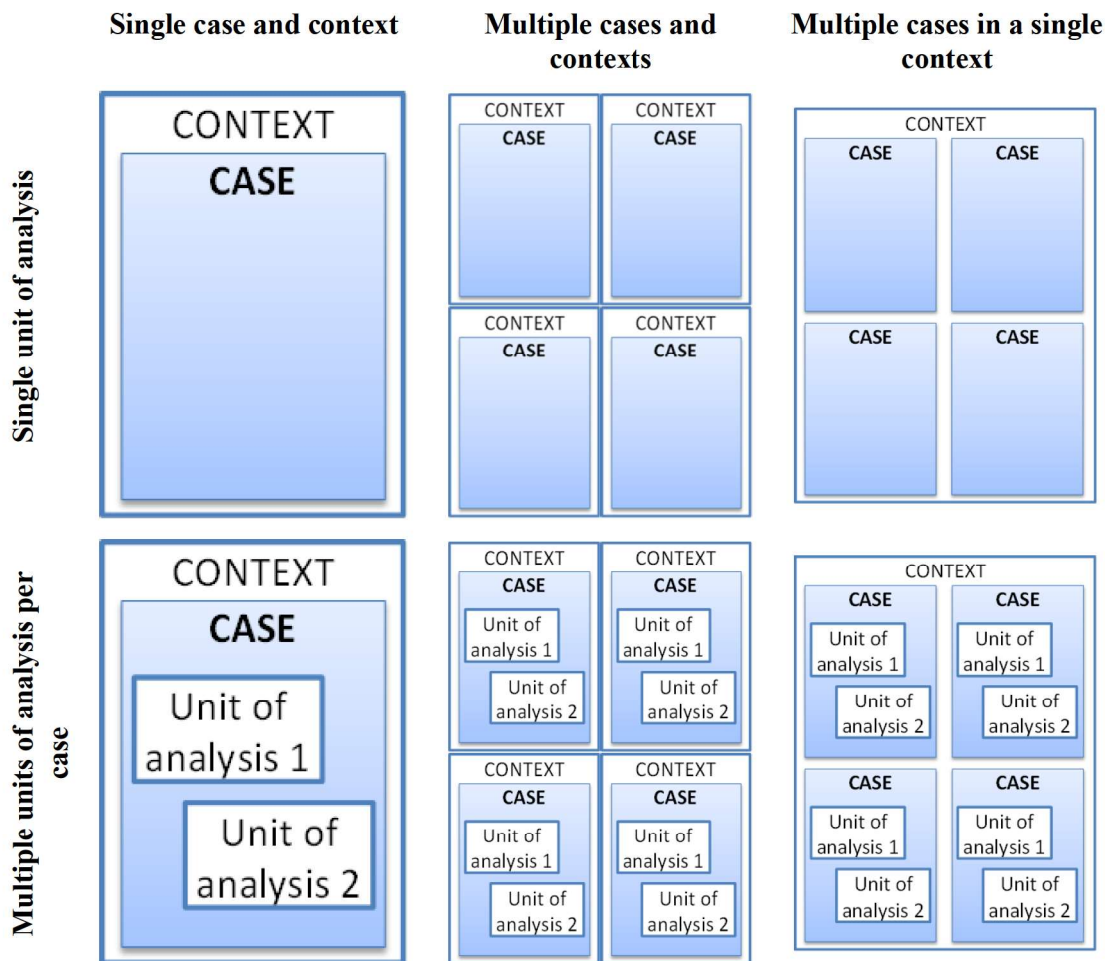 Single case and context
Multiple cases and
contexts
Multiple cases in a single
context
Single unit of analysis
CONTEXT
CASE
CONTEXT
CONTEXT
CASE
CASE
CONTEXT
CONTEXT
CASE
CASE
CONTEXT
CASE
CASE
CASE
CASE
Multiple units of analysis per
case
CONTEXT
CASE
Unit of
analysis 1
Unit of
analysis 2
CONTEXT
CASE
Unit of
analysis 1
Unit of
analysis 2
CONTEXT
CASE
Unit of
analysis 1
Unit of
analysis 2
CONTEXT
CASE
Unit of
analysis 1
Unit of
analysis 2
CONTEXT
CASE
Unit of
analysis 1
Unit of
analysis 2
CONTEXT
CASE
Unit of
analysis 1
Unit of
analysis 2
CASE
Unit of
analysis 1
Unit of
analysis 2
CASE
Unit of
analysis 1
Unit of
analysis 2
CASE
Unit of
analysis 1
Unit of
analysis 2